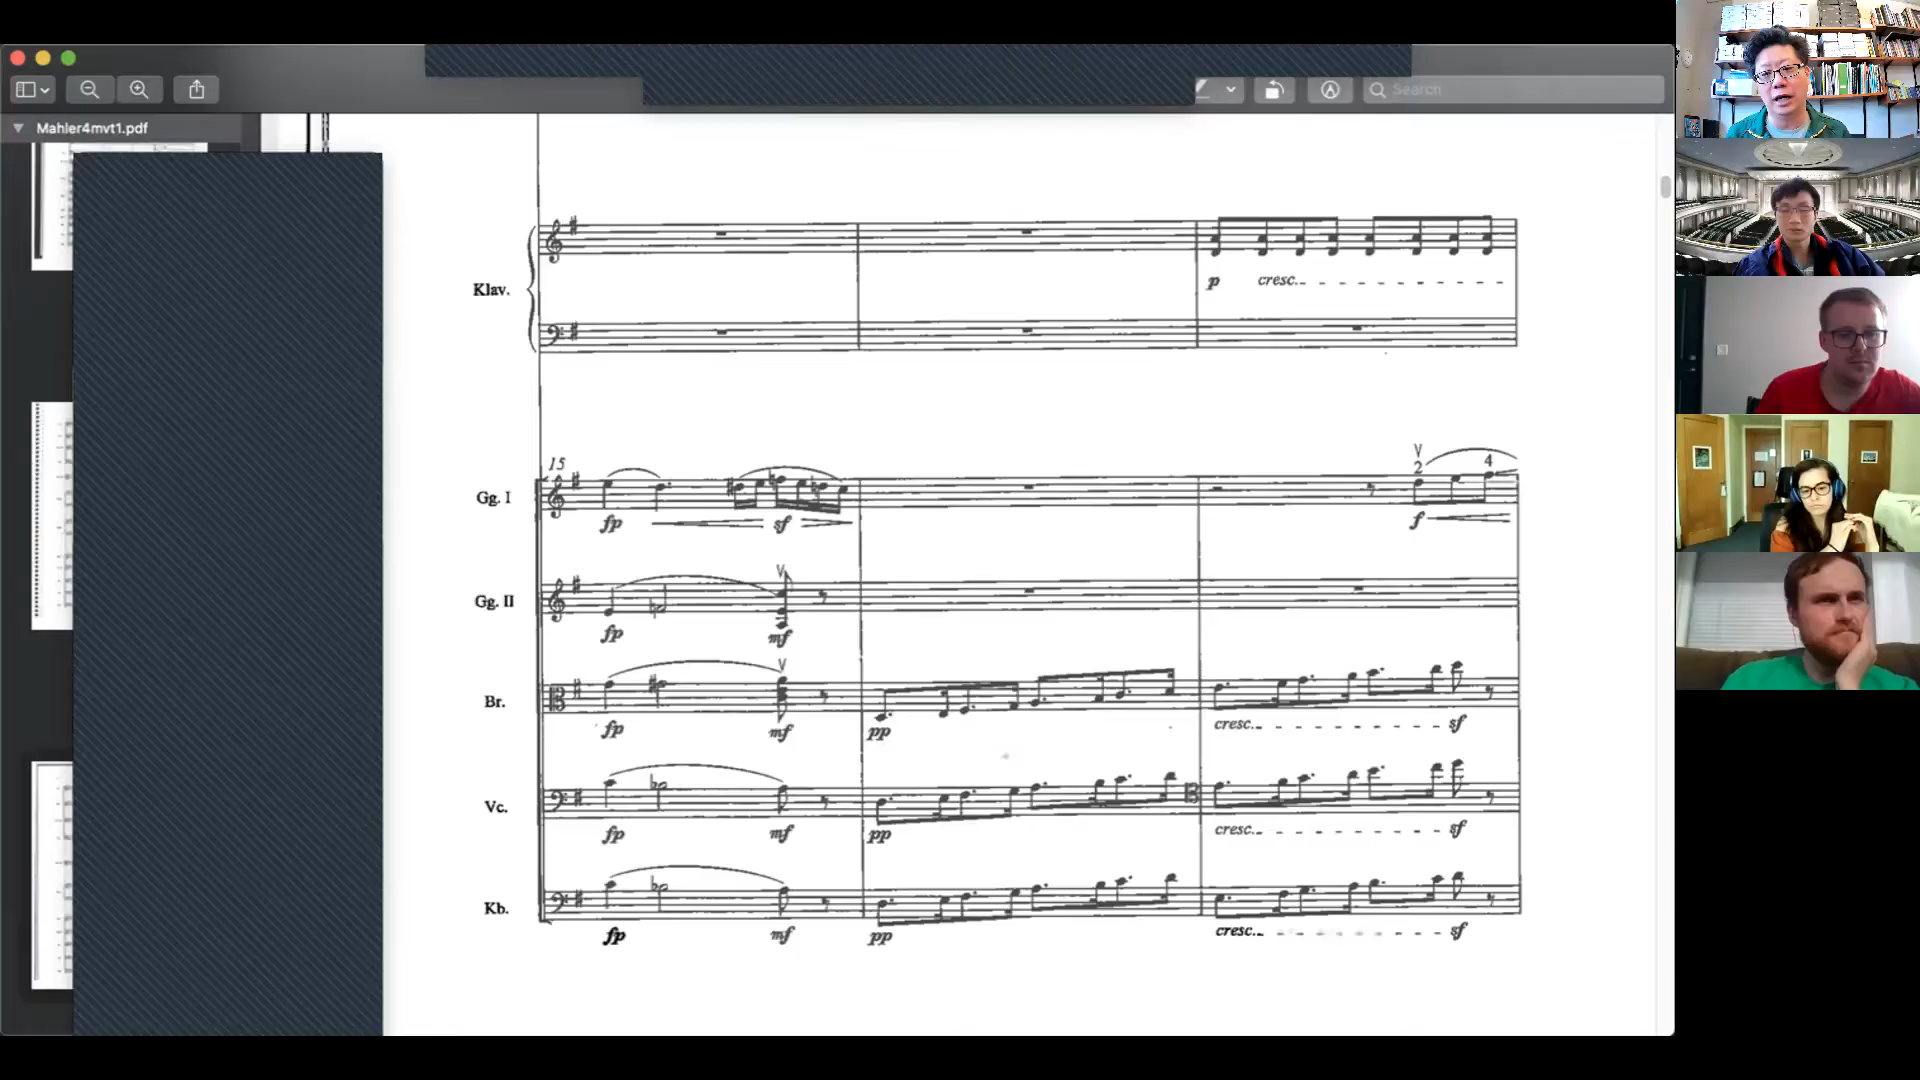 Search
Mahler4mvt1.pdf
Klav.
p cresc.
15
V
2 4
Gg. I
fp sf f
V
Gg. II
fp mf
V
Br.
fp mf pp cresc. sf
Vc.
fp mf pp cresc. sf
Kb.
fp mf pp cresc. sf